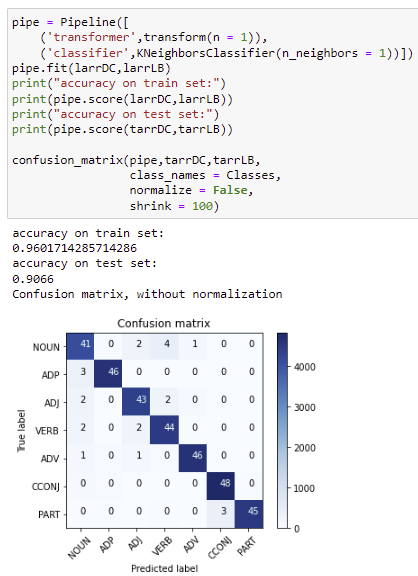 pipe = Pipeline([
    ('transformer',transform(n = 1)),
    ('classifier',KNeighborsClassifier(n_neighbors = 1))])
pipe.fit(larrDC,larrLB)
print("accuracy on train set:")
print(pipe.score(larrDC,larrLB))
print("accuracy on test set:")
print(pipe.score(tarrDC,tarrLB))
confusion_matrix(pipe,tarrDC,tarrLB,
                 class_names = Classes,
                 normalize = False,
                 shrink = 100)
accuracy on train set:
0.9601714285714286
accuracy on test set:
0.9066
Confusion matrix, without normalization
Confusion matrix
NOUN 41 0 2 4 1 0 0
ADP 3 46 0 0 0 0 0
ADJ 2 0 43 2 0 0 0
VERB 2 0 2 44 0 0 0
ADV 1 0 1 0 46 0 0
CCONJ 0 0 0 0 0 48 0
PART 0 0 0 0 0 3 45
NOUN ADP ADJ VERB ADV CCONJ PART
True label
Predicted label
4000
3000
2000
1000
0